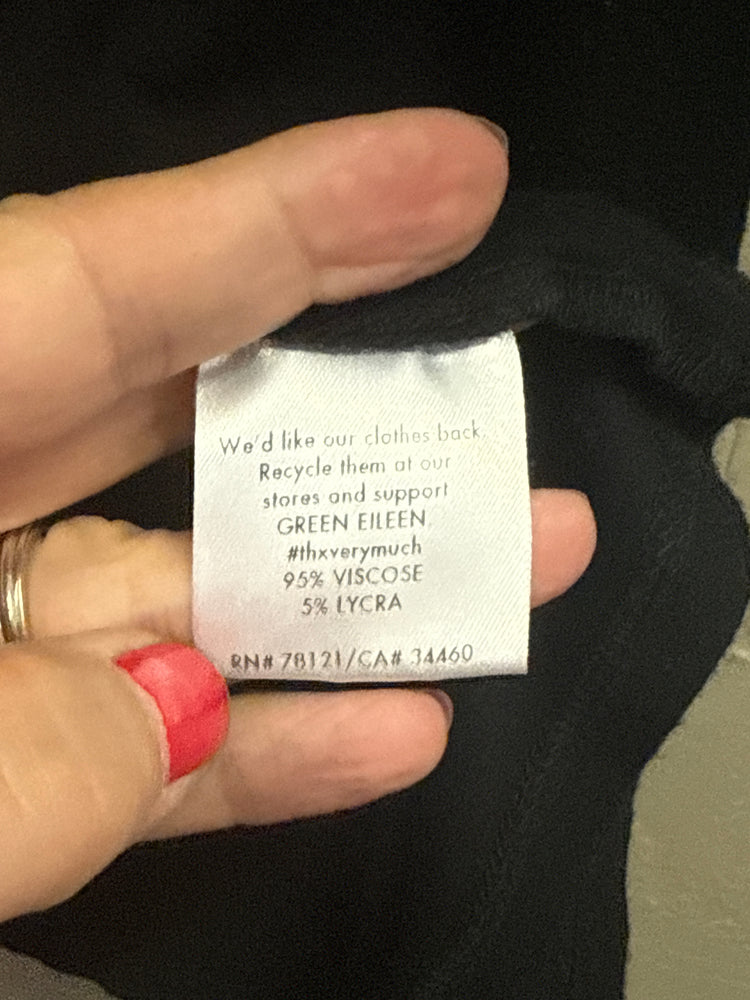 We'd like our clothes back.
Recycle them at our
stores and support
GREEN EILEEN
#thxverymuch
95% VISCOSE
5% LYCRA
RN# 78121/CA# 34460